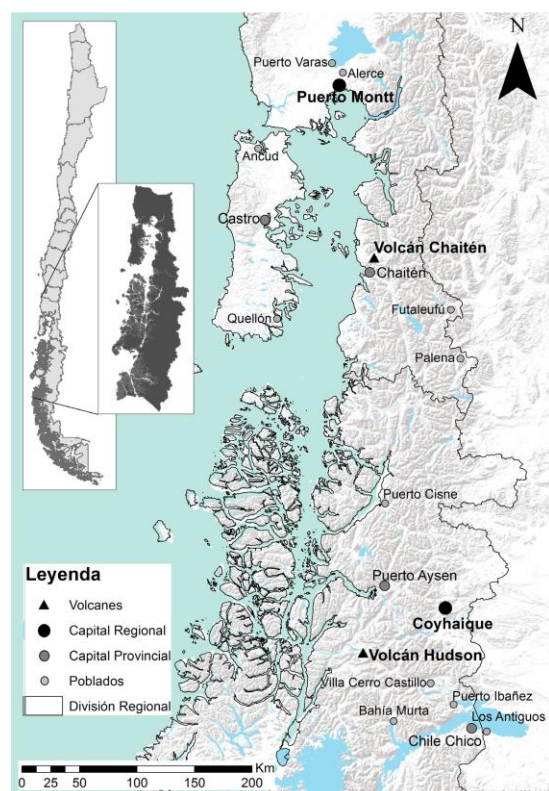 N
Puerto Varas
Alerce
Puerto Montt
Ancud
Castro
Volcán Chaitén
Chaitén
Futaleufú
Quellón
Palena
Puerto Cisne
Leyenda
Volcanes
Capital Regional
Capital Provincial
Poblados
División Regional
Puerto Aysen
Coyhaique
Volcán Hudson
Villa Cerro Castillo
Puerto Ibañez
Bahía Murta
Los Antiguos
Chile Chico
Km
0 25 50 100 150 200